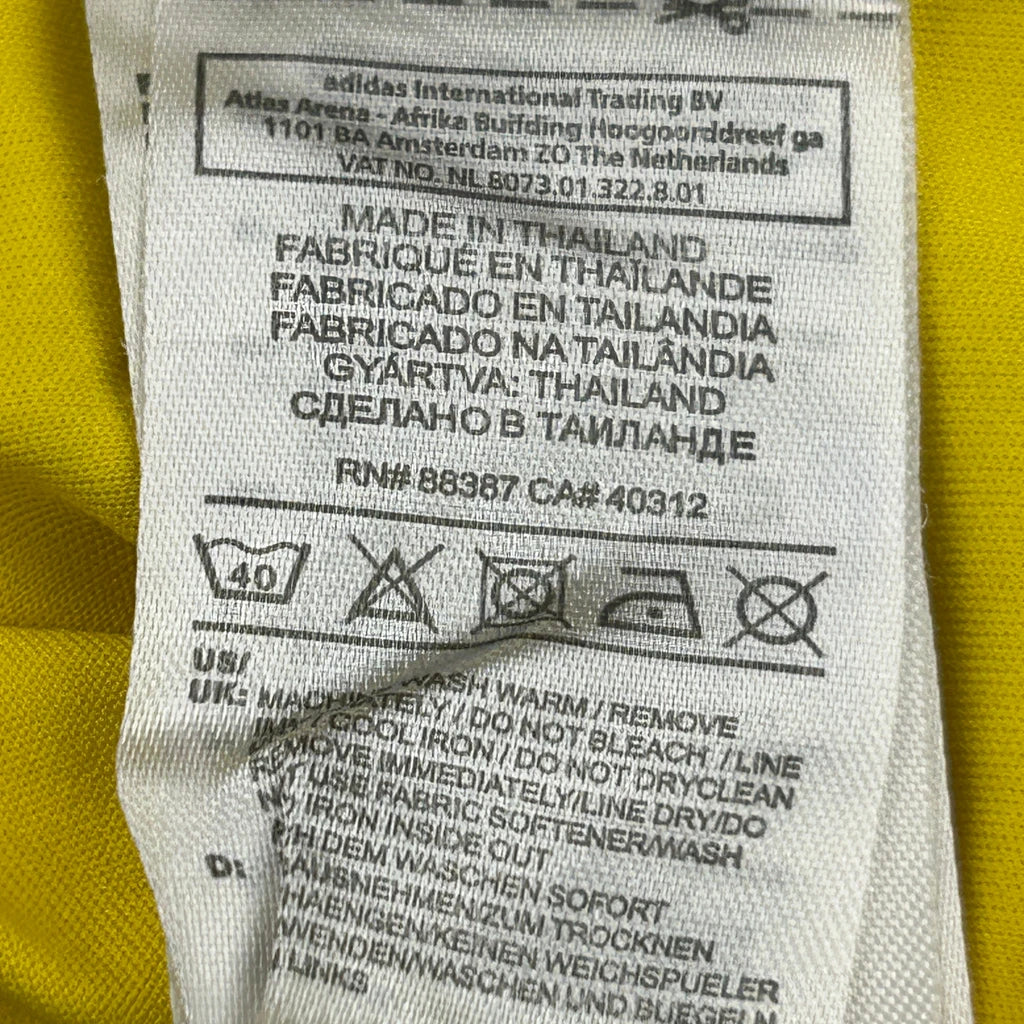 adidas International Trading BV
Atlas Arena - Afrika Building Hoogoorddreef 9a
1101 BA Amsterdam ZO The Netherlands
VAT NO. NL 8073.01.322.8.01
MADE IN THAILAND
FABRIQUÉ EN THAÏLANDE
FABRICADO EN TAILANDIA
FABRICADO NA TAILÂNDIA
GYÁRTVA: THAILAND
СДЕЛАНО В ТАИЛАНДЕ
RN# 88387 CA# 40312
40
US/
UK: WASH WARM / REMOVE
/ DO NOT BLEACH / LINE
COOL IRON / DO NOT DRYCLEAN
REMOVE IMMEDIATELY/LINE DRY/DO
USE FABRIC SOFTENER/WASH
IRON INSIDE OUT
D: DEM WASCHEN SOFORT
ZUM TROCKNEN
KEINEN WEICHSPUELER
WENDEN/WASCHEN UND BUEGELN
LINKS